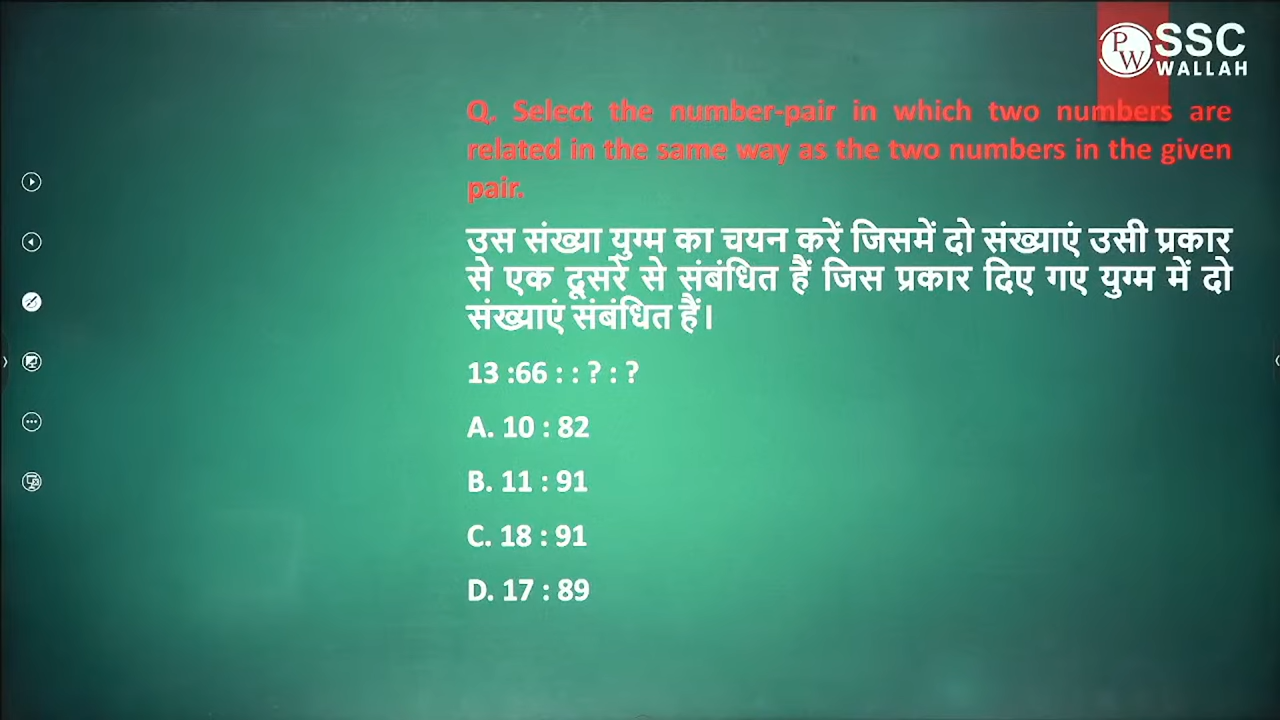 PW SSC
WALLAH
Q. Select the number-pair in which two numbers are
related in the same way as the two numbers in the given
pair.
उस संख्या युग्म का चयन करें जिसमें दो संख्याएं उसी प्रकार
से एक दूसरे से संबंधित हैं जिस प्रकार दिए गए युग्म में दो
संख्याएं संबंधित हैं।
13 :66 : : ? : ?
A. 10 : 82
B. 11 : 91
C. 18 : 91
D. 17 : 89